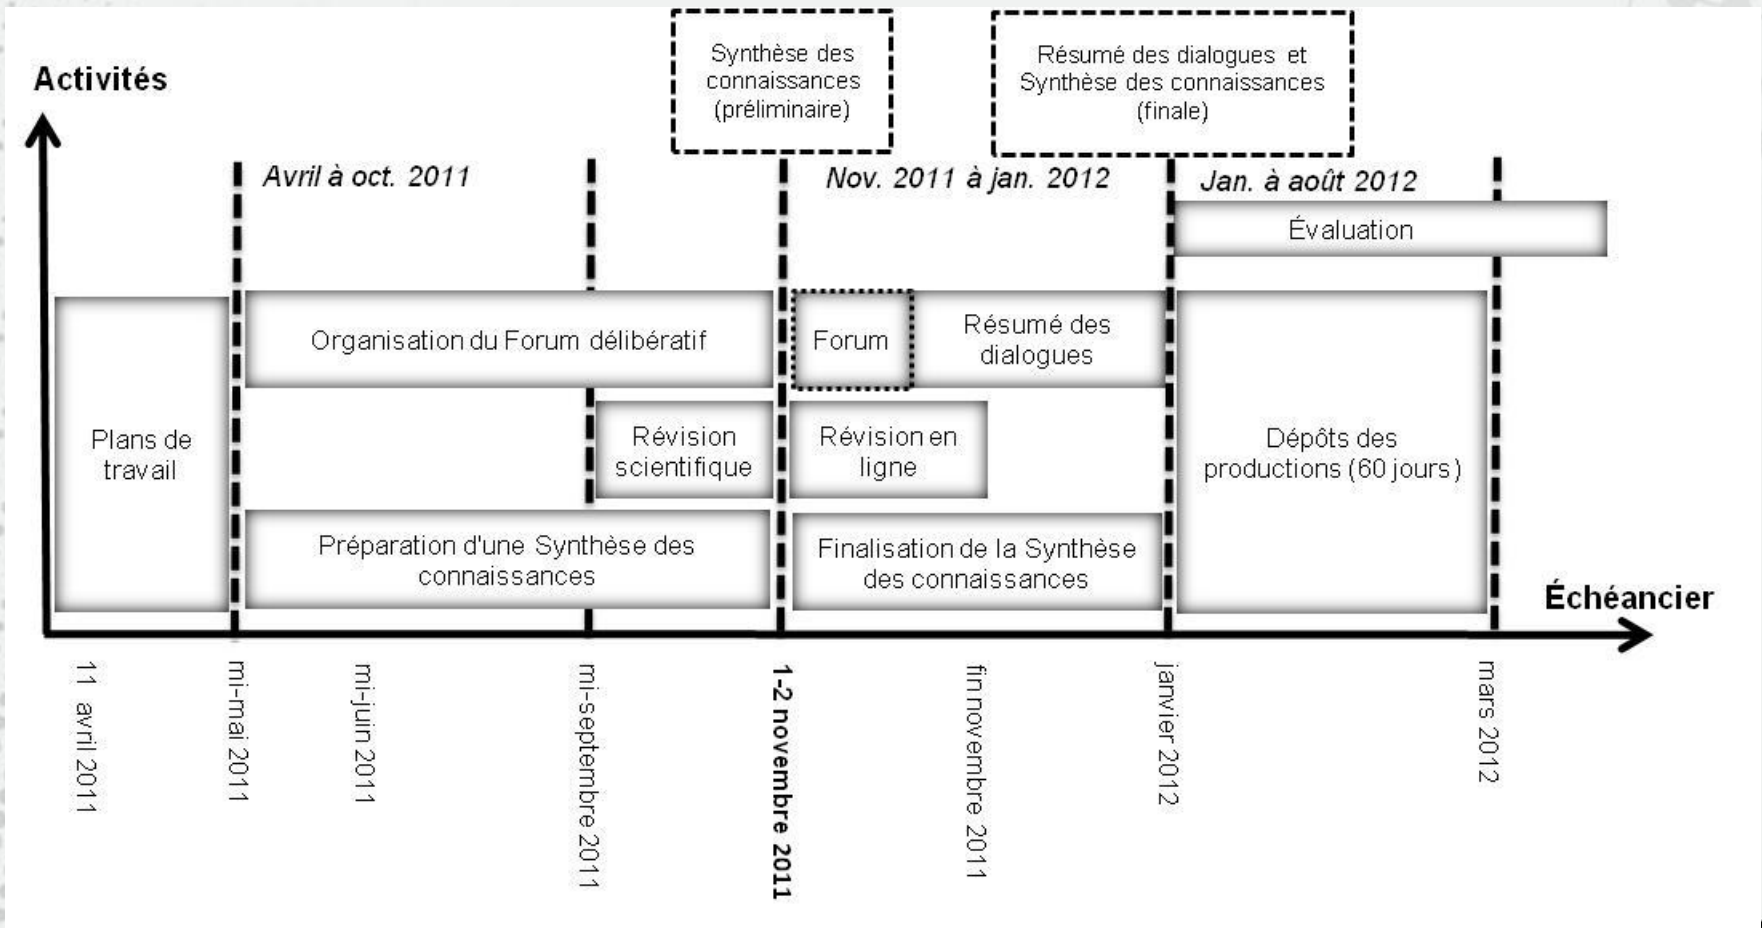 Synthèse des
connaissances
(préliminaire)
Résumé des dialogues et
Synthèse des connaissances
(finale)
Activités
Avril à oct. 2011
Nov. 2011 à jan. 2012
Jan. à août 2012
Évaluation
Organisation du Forum délibératif
Forum
Résumé des
dialogues
Plans de
travail
Révision
scientifique
Révision en
ligne
Dépôts des
productions (60 jours)
Préparation d'une Synthèse des
connaissances
Finalisation de la Synthèse
des connaissances
Échéancier
11 avril 2011
mi-mai 2011
mi-juin 2011
mi-septembre 2011
1-2 novembre 2011
fin novembre 2011
janvier 2012
mars 2012